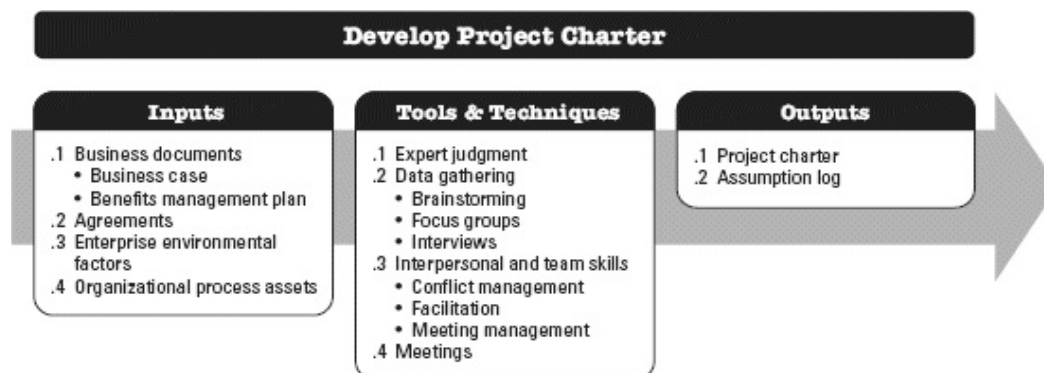 Develop Project Charter
Inputs
.1 Business documents
• Business case
• Benefits management plan
.2 Agreements
.3 Enterprise environmental
factors
.4 Organizational process assets
Tools & Techniques
.1 Expert judgment
.2 Data gathering
• Brainstorming
• Focus groups
• Interviews
.3 Interpersonal and team skills
• Conflict management
• Facilitation
• Meeting management
.4 Meetings
Outputs
.1 Project charter
.2 Assumption log